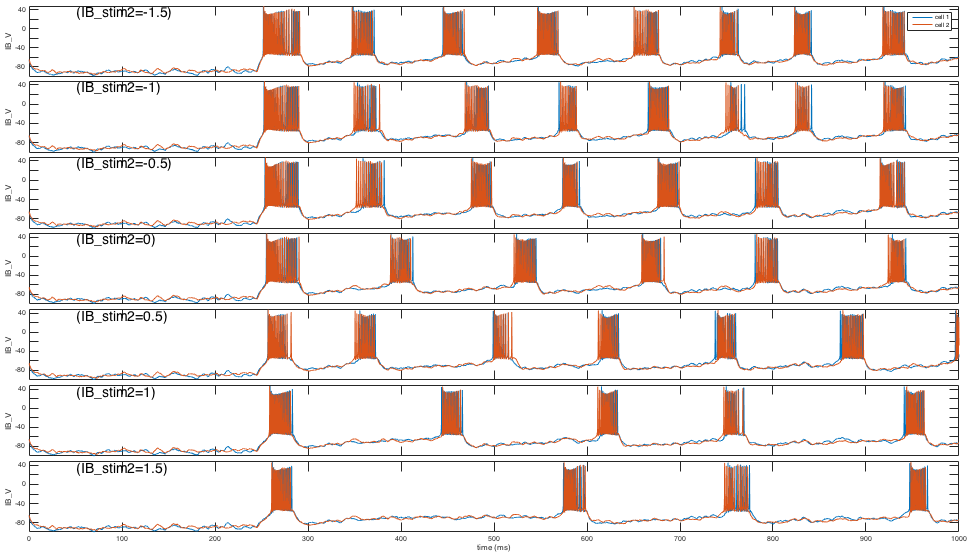 (IB_stim2=-1.5)
cell 1
cell 2
40
0
-40
-80
IB_V
(IB_stim2=-1)
40
0
-40
-80
IB_V
(IB_stim2=-0.5)
40
0
-40
-80
IB_V
(IB_stim2=0)
40
0
-40
-80
IB_V
(IB_stim2=0.5)
40
0
-40
-80
IB_V
(IB_stim2=1)
40
0
-40
-80
IB_V
(IB_stim2=1.5)
40
0
-40
-80
IB_V
0 100 200 300 400 500 600 700 800 900 1000
time (ms)